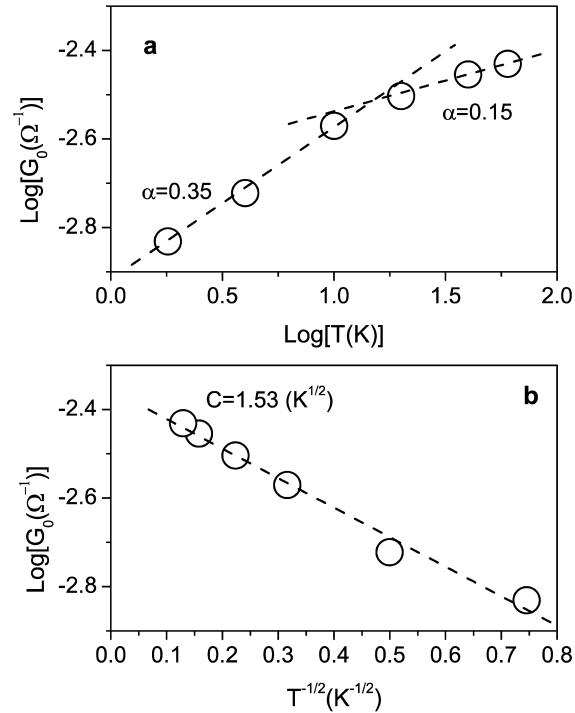 a
-2.4
-2.6
-2.8
Log[G₀(Ω⁻¹)]
α=0.35
α=0.15
0.0 0.5 1.0 1.5 2.0
Log[T(K)]
b
C=1.53 (K^{1/2})
-2.4
-2.6
-2.8
Log[G₀(Ω⁻¹)]
0.0 0.1 0.2 0.3 0.4 0.5 0.6 0.7 0.8
T^{-1/2}(K^{-1/2})